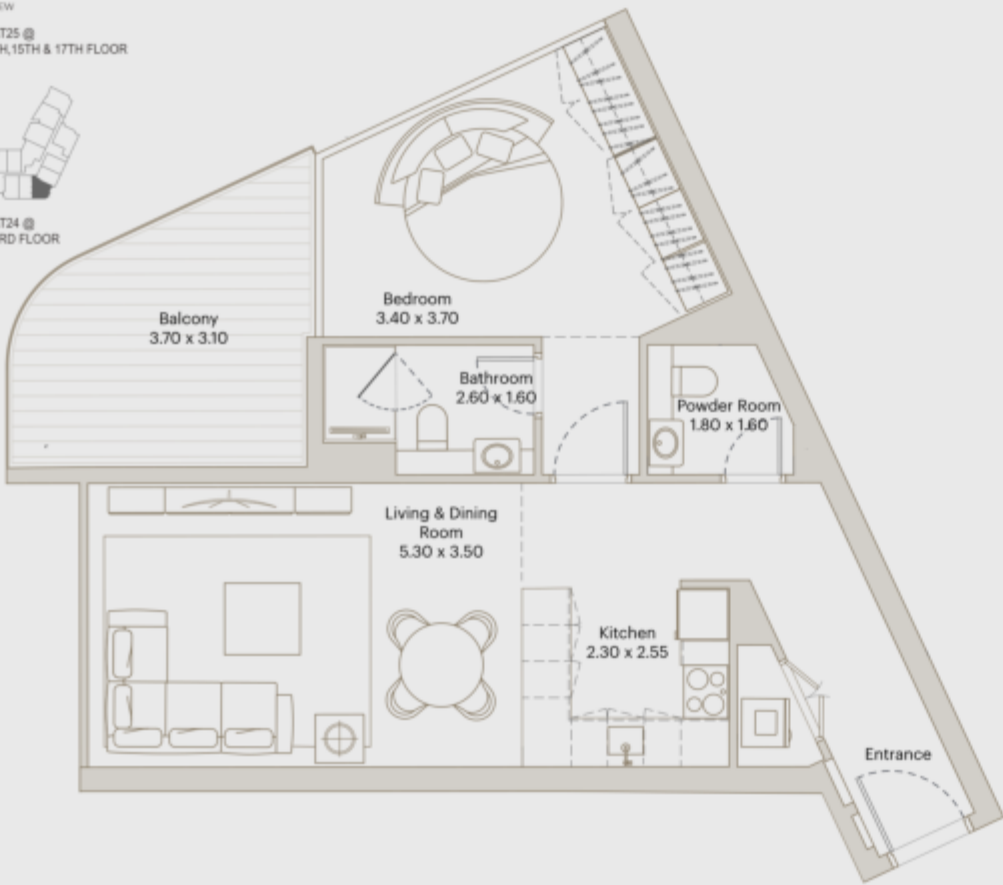 T25 @
H,15TH & 17TH FLOOR
T24 @
RD FLOOR
Bedroom
3.40 x 3.70
Balcony
3.70 x 3.10
Bathroom
2.60 x 1.60
Powder Room
1.80 x 1.60
Living & Dining
Room
5.30 x 3.50
Kitchen
2.30 x 2.55
Entrance